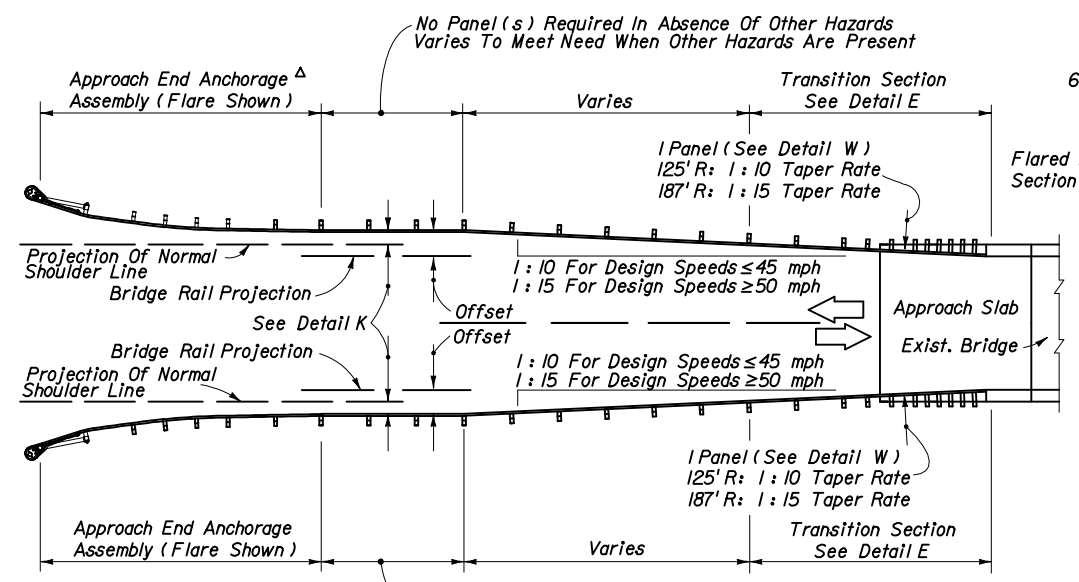 No Panel(s) Required In Absence Of Other Hazards
Varies To Meet Need When Other Hazards Are Present
Approach End Anchorage Δ
Assembly (Flare Shown)
Varies
Transition Section
See Detail E
6
1 Panel (See Detail W)
125' R: 1:10 Taper Rate
187' R: 1:15 Taper Rate
Flared
Section
Projection Of Normal
Shoulder Line
Bridge Rail Projection
1:10 For Design Speeds ≤ 45 mph
1:15 For Design Speeds ≥ 50 mph
See Detail K
Offset
Offset
Approach Slab
Exist. Bridge
Bridge Rail Projection
Projection Of Normal
Shoulder Line
1:10 For Design Speeds ≤ 45 mph
1:15 For Design Speeds ≥ 50 mph
1 Panel (See Detail W)
125' R: 1:10 Taper Rate
187' R: 1:15 Taper Rate
Approach End Anchorage
Assembly (Flare Shown)
Varies
Transition Section
See Detail E